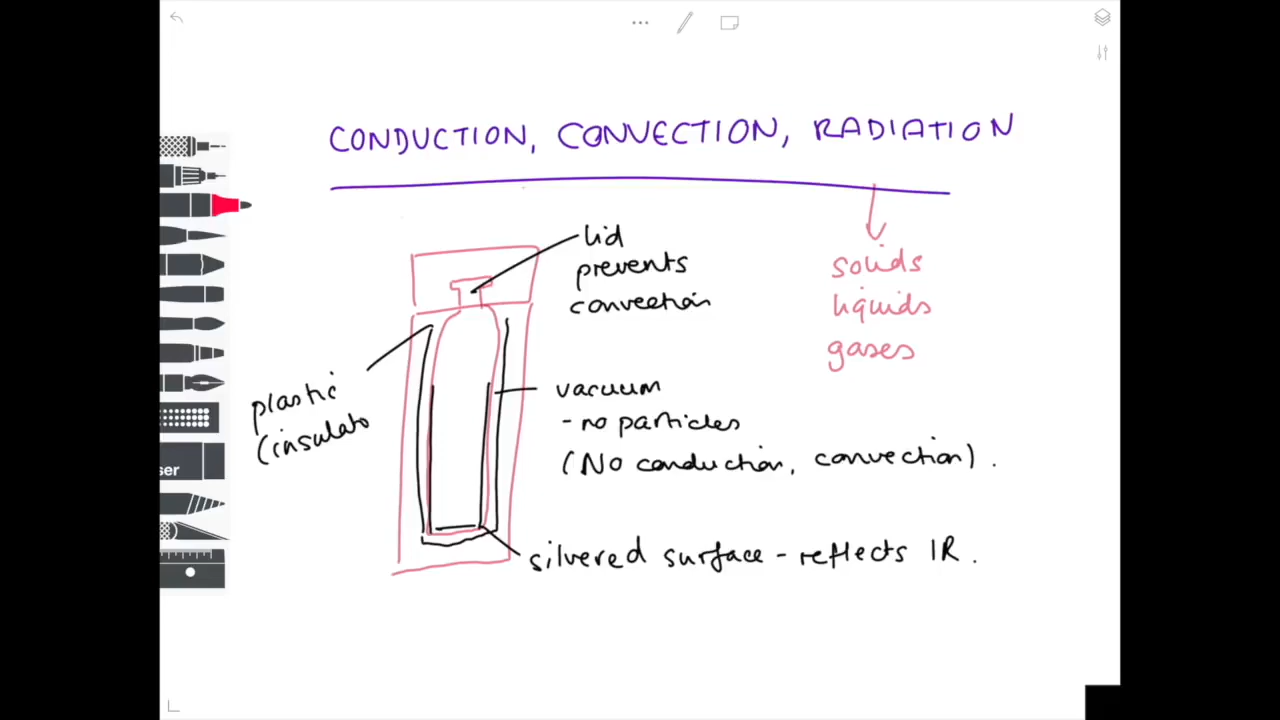 CONDUCTION, CONVECTION, RADIATION
lid
prevents
convection
solids
liquids
gases
plastic
(insulato
vacuum
- no particles
(No conduction, convection).
silvered surface - reflects IR.
ser